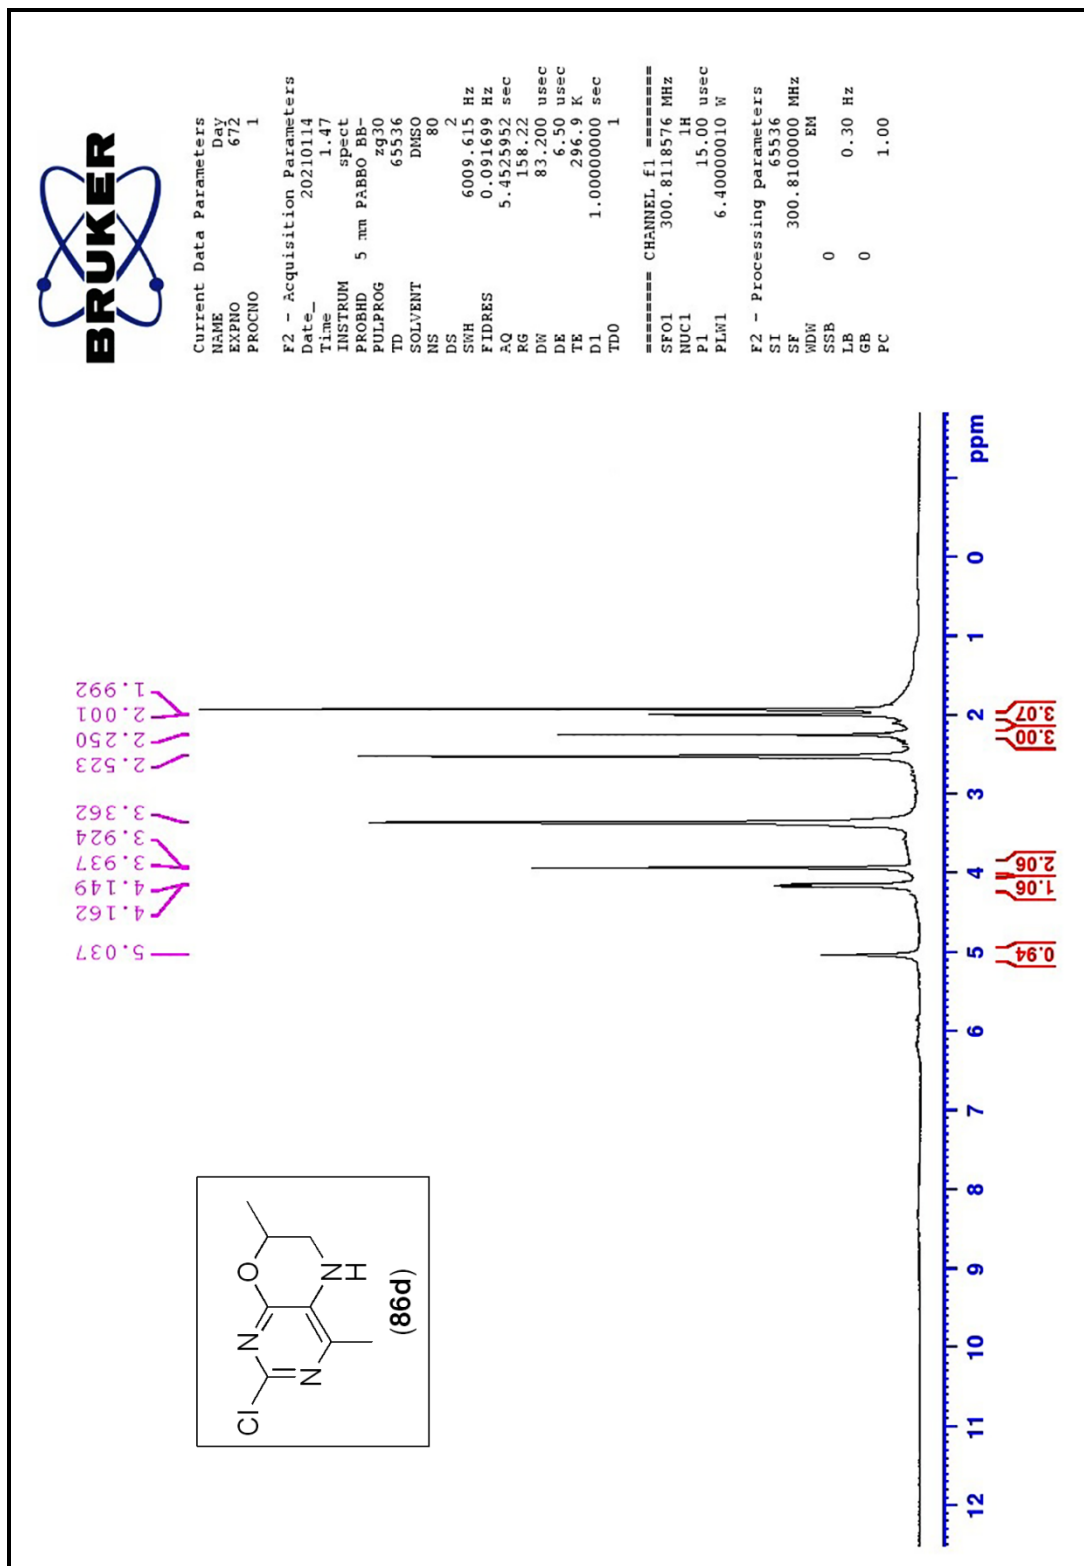 BRUKER
Current Data Parameters
NAME Day
EXPNO 672
PROCNO 1
F2 - Acquisition Parameters
Date_ 20210114
Time 1.47
INSTRUM spect
PROBHD 5 mm PABBO BB-
PULPROG zg30
TD 65536
SOLVENT DMSO
NS 80
DS 2
SWH 6009.615 Hz
FIDRES 0.091699 Hz
AQ 5.4525952 sec
RG 158.22
DW 83.200 usec
DE 6.50 usec
TE 296.9 K
D1 1.00000000 sec
TD0 1
======== CHANNEL f1 ========
SFO1 300.8118576 MHz
NUC1 1H
P1 15.00 usec
PLW1 6.40000010 W
F2 - Processing parameters
SI 65536
SF 300.8100000 MHz
WDW EM
SSB 0
LB 0.30 Hz
GB 0
PC 1.00
5.037
4.162
4.149
3.937
3.924
3.362
2.523
2.250
2.001
1.992
Cl
N
N
O
N
H
(86d)
12 11 10 9 8 7 6 5 4 3 2 1 0 ppm
0.94
1.06
2.06
3.00
3.07